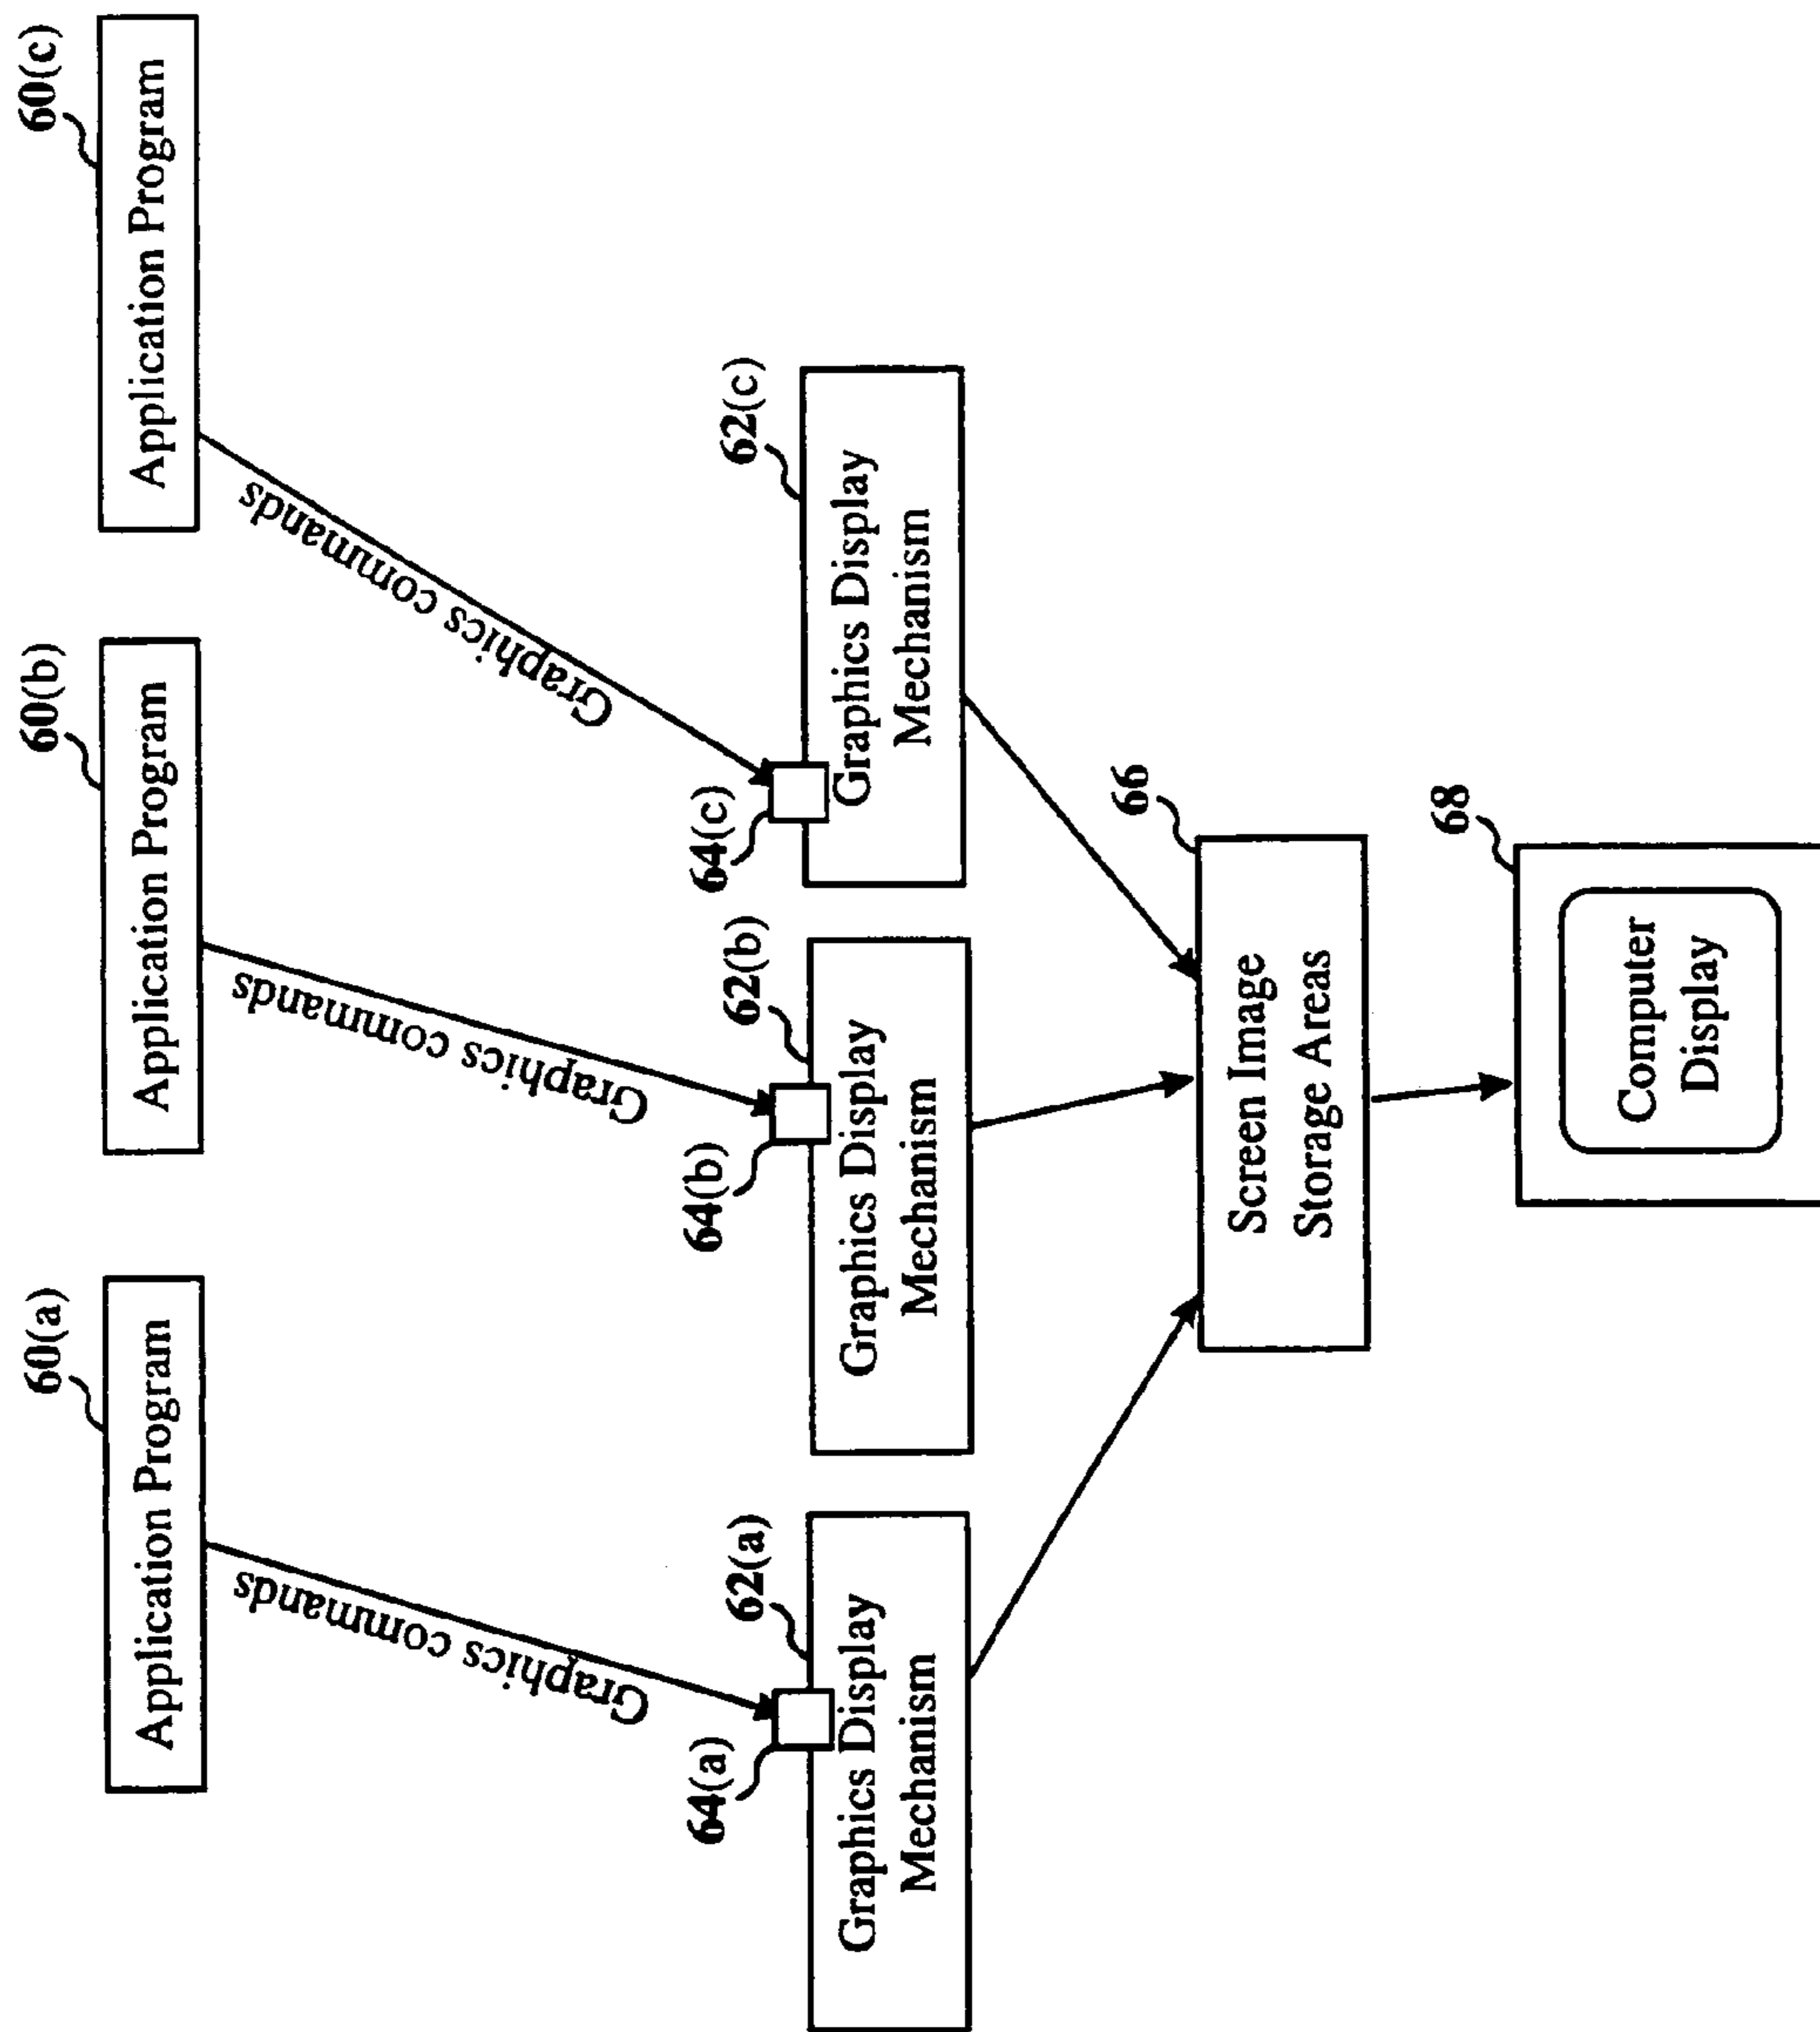 60(a)
60(b)
60(c)
Application Program
Application Program
Application Program
Graphics commands
Graphics commands
Graphics commands
64(a)
62(a)
64(b)
62(b)
64(c)
62(c)
Graphics Display
Mechanism
Graphics Display
Mechanism
Graphics Display
Mechanism
66
Screen Image
Storage Areas
68
Computer
Display